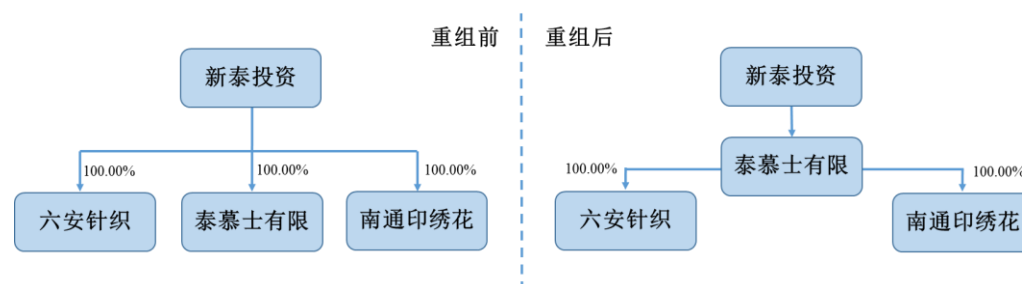 重组前
重组后
新泰投资
100.00%
100.00%
100.00%
六安针织
泰慕士有限
南通印绣花
新泰投资
泰慕士有限
100.00%
100.00%
六安针织
南通印绣花